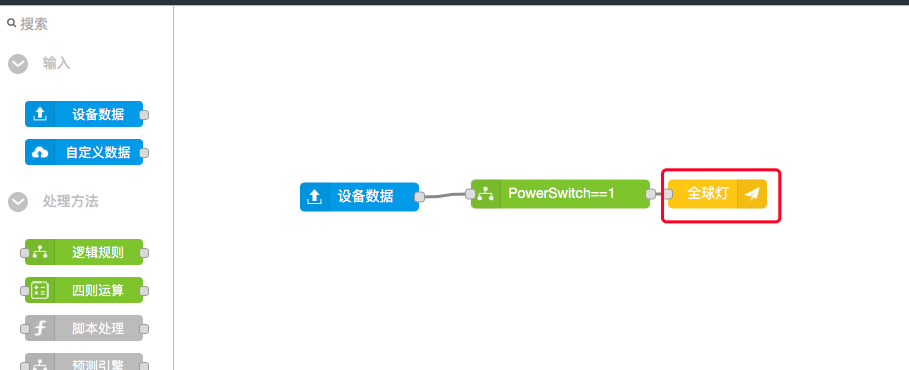 搜索
输入
设备数据
自定义数据
处理方法
逻辑规则
四则运算
脚本处理
预测引擎
设备数据
PowerSwitch==1
全球灯